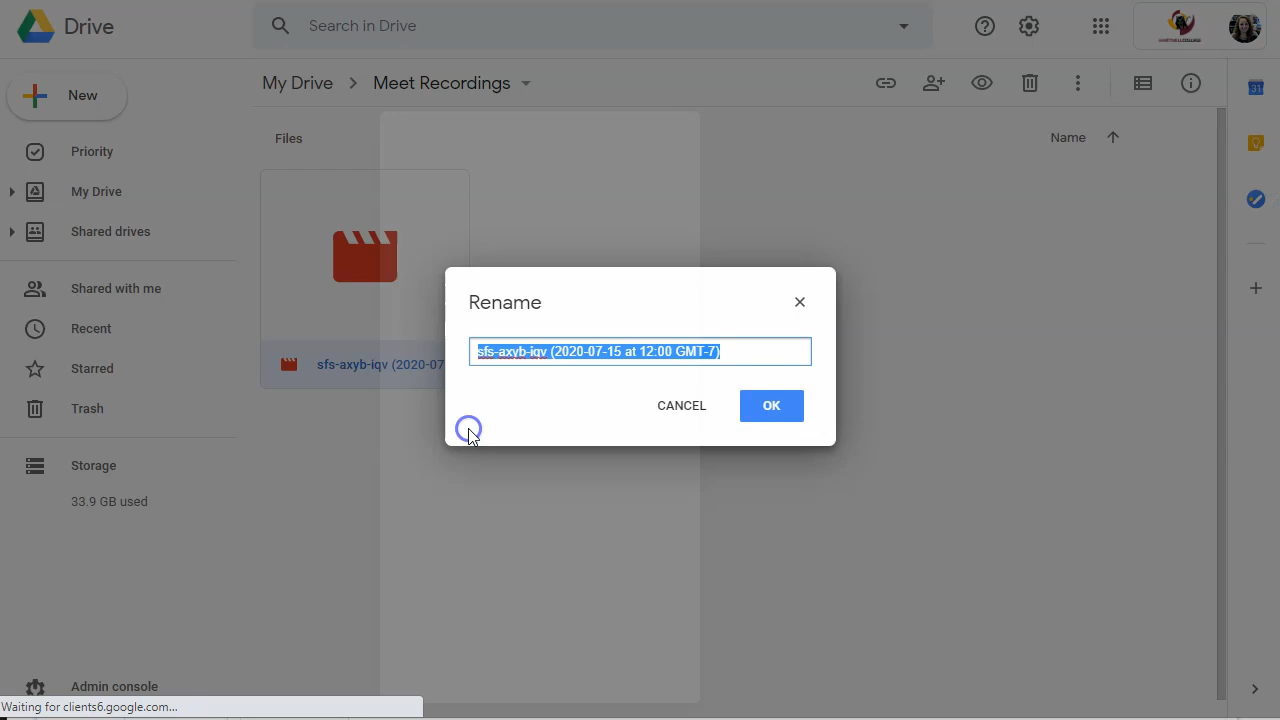 Drive
Search in Drive
New
My Drive
Meet Recordings
Priority
My Drive
Shared drives
Shared with me
Recent
Starred
Trash
Storage
33.9 GB used
Admin console
Files
Name
sfs-axyb-iqv (2020-07
Rename
sfs-axyb-iqv (2020-07-15 at 12:00 GMT-7)
CANCEL
OK
31
Waiting for clients6.google.com...